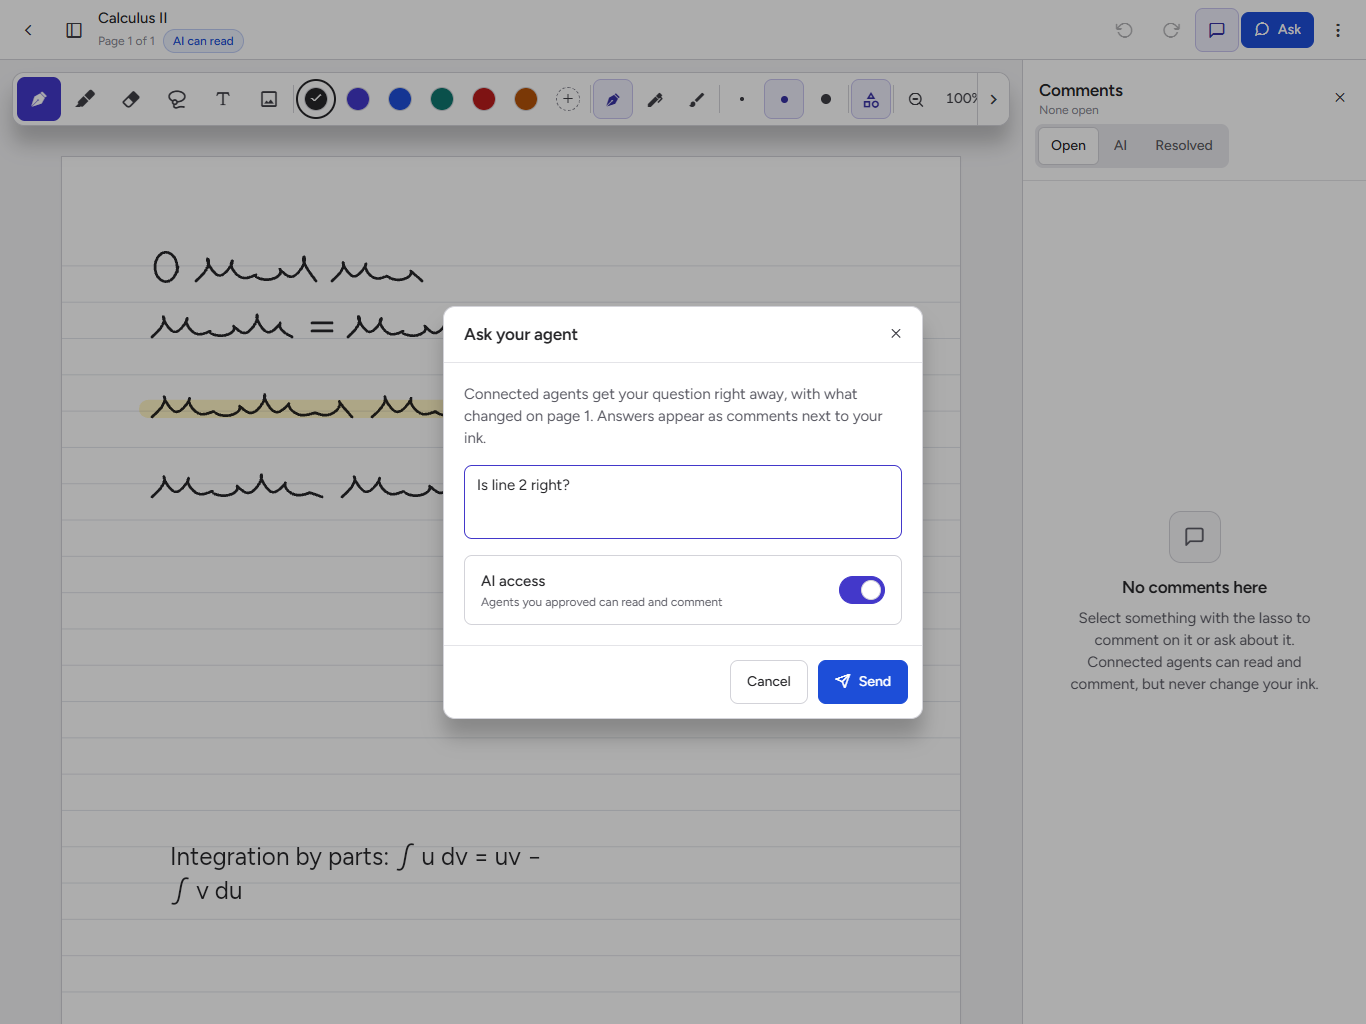 Calculus II
Page 1 of 1 AI can read
Ask
100%
Comments
None open
Open AI Resolved
Ask your agent
Connected agents get your question right away, with what
changed on page 1. Answers appear as comments next to your
ink.
Is line 2 right?
AI access
Agents you approved can read and comment
Cancel Send
No comments here
Select something with the lasso to
comment on it or ask about it.
Connected agents can read and
comment, but never change your ink.
Integration by parts: ∫ u dv = uv −
∫ v du